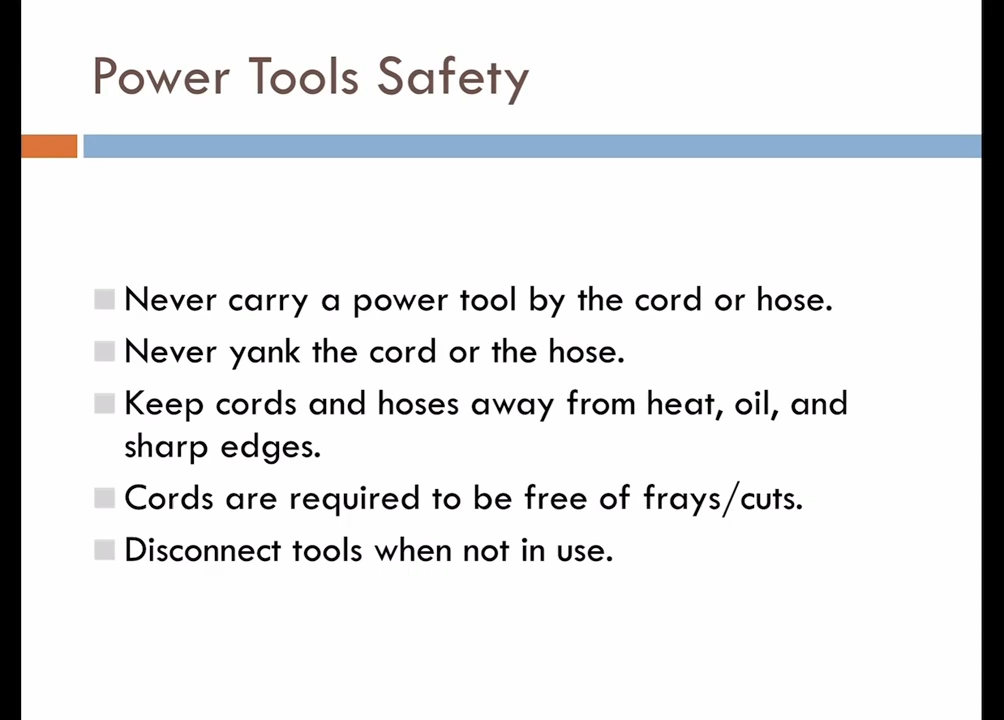 Power Tools Safety
Never carry a power tool by the cord or hose.
Never yank the cord or the hose.
Keep cords and hoses away from heat, oil, and
sharp edges.
Cords are required to be free of frays/cuts.
Disconnect tools when not in use.